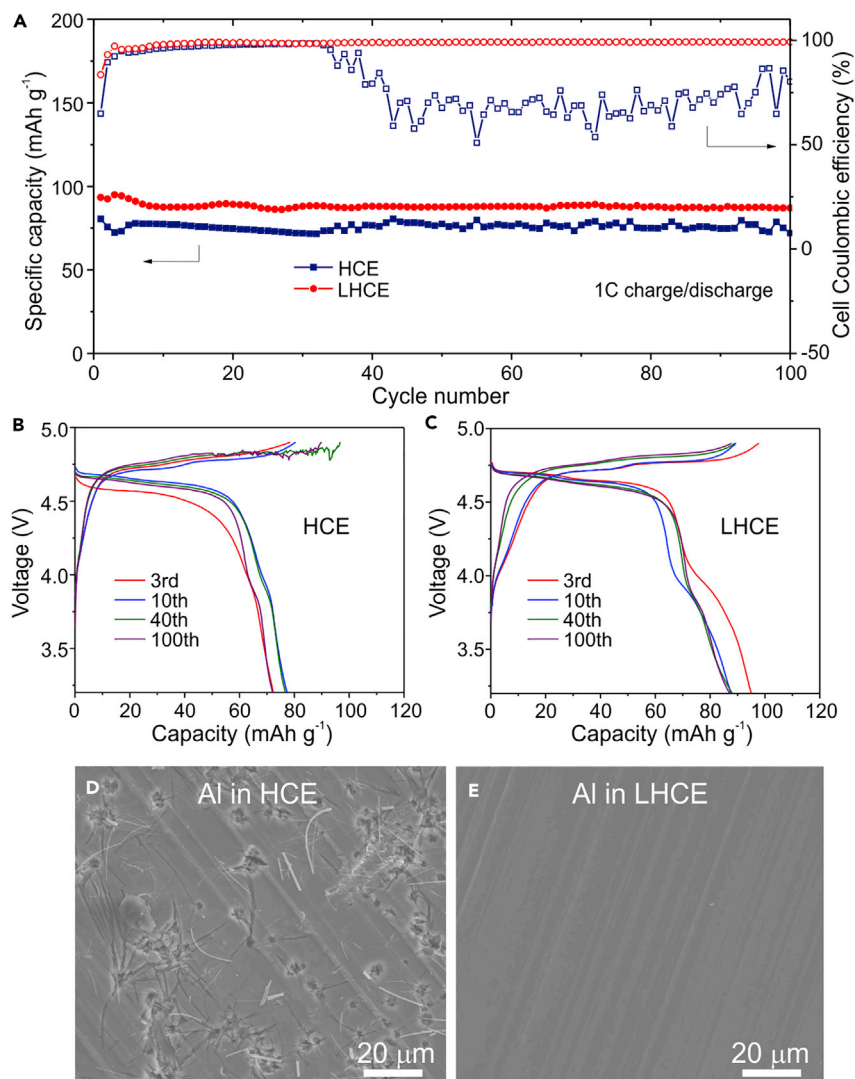 A
Specific capacity (mAh g⁻¹)
200
150
100
75
50
0
100
50
0
-50
Cell Coulombic efficiency (%)
HCE
LHCE
1C charge/discharge
0
20
40
60
80
100
Cycle number
B
Voltage (V)
5.0
4.5
4.0
3.5
HCE
3rd
10th
40th
100th
0
20
40
60
80
100
120
Capacity (mAh g⁻¹)
C
Voltage (V)
5.0
4.5
4.0
3.5
LHCE
3rd
10th
40th
100th
0
20
40
60
80
100
120
Capacity (mAh g⁻¹)
D
Al in HCE
20 μm
E
Al in LHCE
20 μm